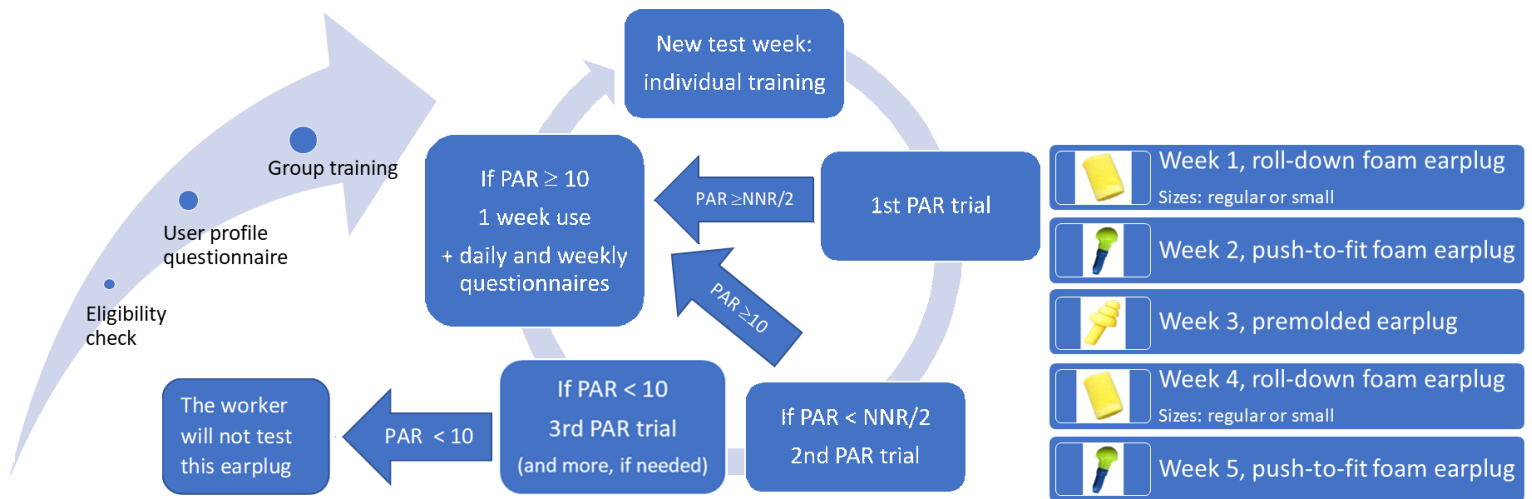 Eligibility
check
User profile
questionnaire
Group training
New test week:
individual training
1st PAR trial
PAR ≥NNR/2
If PAR ≥ 10
1 week use
+ daily and weekly
questionnaires
PAR ≥10
If PAR < NNR/2
2nd PAR trial
If PAR < 10
3rd PAR trial
(and more, if needed)
PAR < 10
The worker
will not test
this earplug
Week 1, roll-down foam earplug
Sizes: regular or small
Week 2, push-to-fit foam earplug
Week 3, premolded earplug
Week 4, roll-down foam earplug
Sizes: regular or small
Week 5, push-to-fit foam earplug